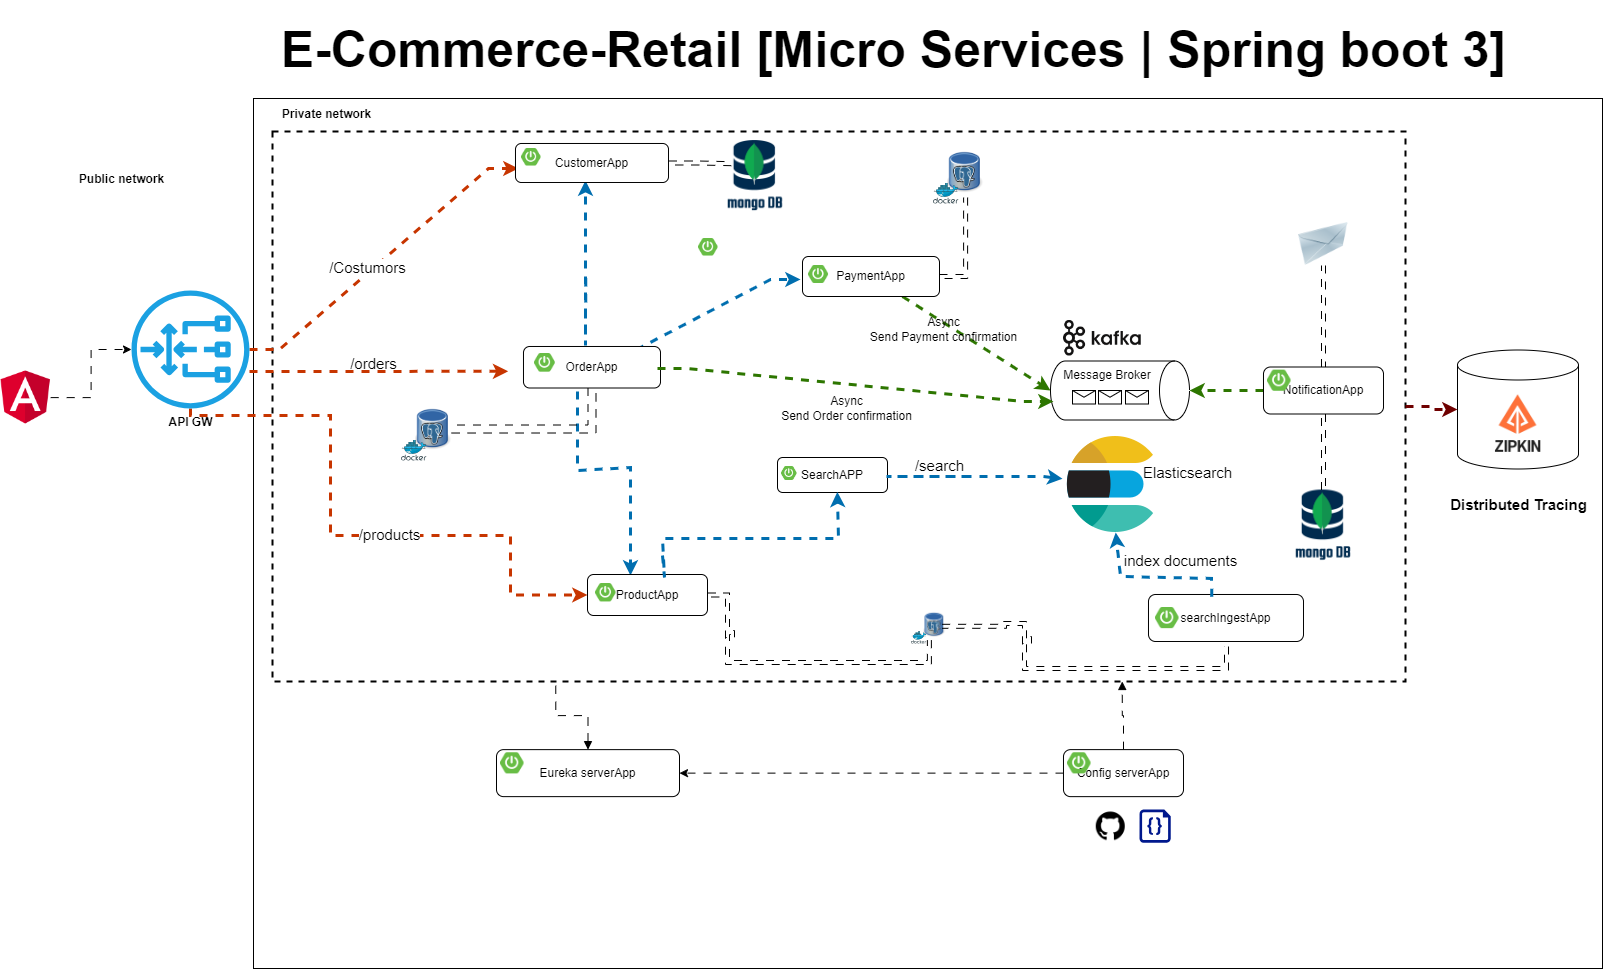 E-Commerce-Retail [Micro Services | Spring boot 3]
Private network
Public network
CustomerApp
mongo DB
docker
/Costumors
PaymentApp
Async
Send Payment confirmation
kafka
/orders
OrderApp
Message Broker
NotificationApp
Async
Send Order confirmation
API GW
docker
ZIPKIN
/search
SearchAPP
Elasticsearch
Distributed Tracing
/products
mongo DB
index documents
ProductApp
docker
searchIngestApp
Eureka serverApp
Config serverApp